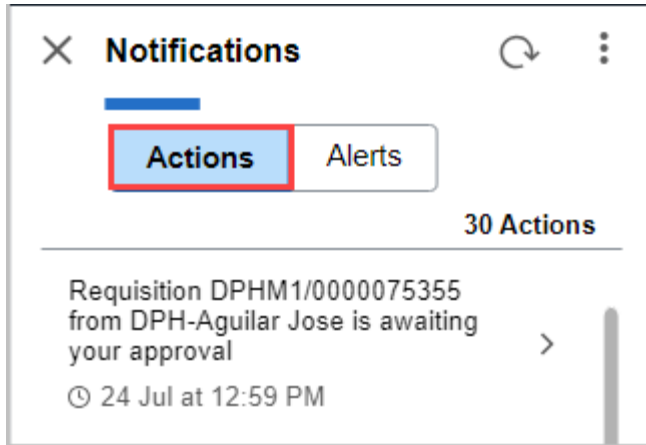 Notifications
Actions
Alerts
30 Actions
Requisition DPHM1/0000075355
from DPH-Aguilar Jose is awaiting
your approval
24 Jul at 12:59 PM